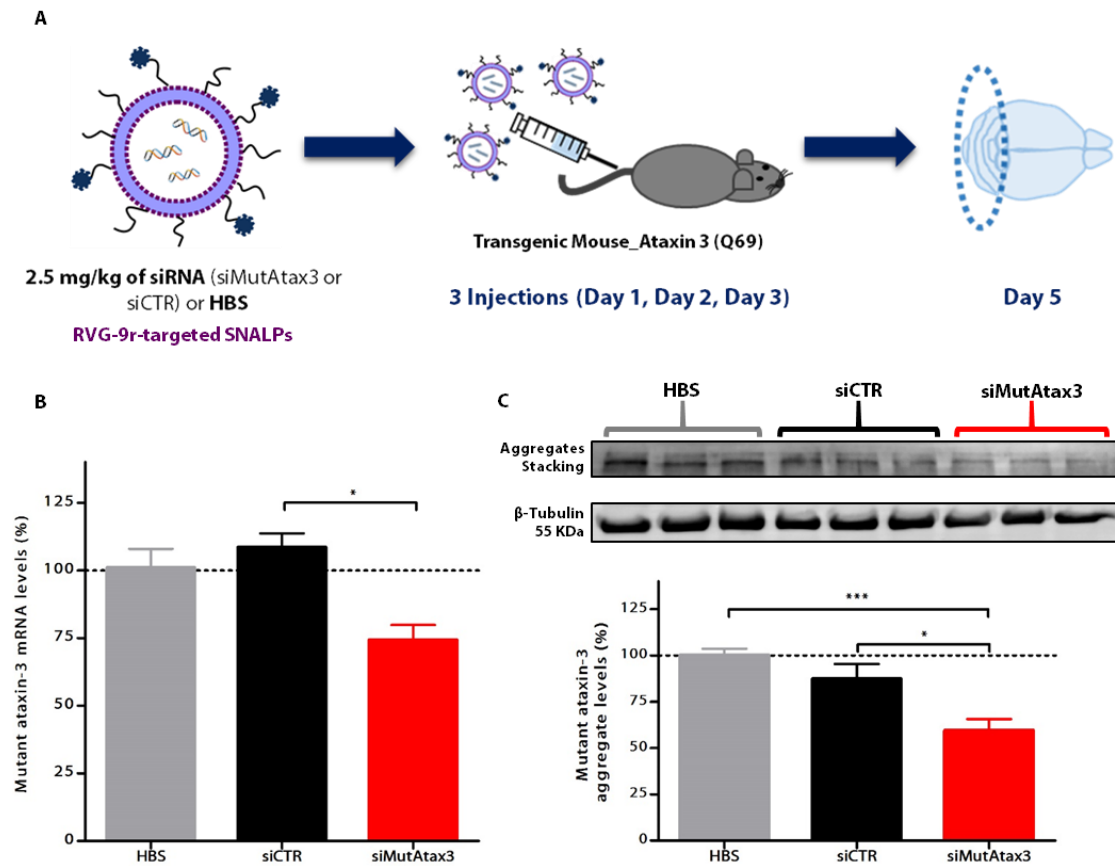 A
2.5 mg/kg of siRNA (siMutAtax3 or
siCTR) or HBS
RVG-9r-targeted SNALPs
Transgenic Mouse_Ataxin 3 (Q69)
3 Injections (Day 1, Day 2, Day 3)
Day 5
B
Mutant ataxin-3 mRNA levels (%)
125
100
75
50
25
0
*
HBS
siCTR
siMutAtax3
C
HBS
siCTR
siMutAtax3
Aggregates
Stacking
β-Tubulin
55 KDa
Mutant ataxin-3
aggregate levels (%)
125
100
75
50
25
0
***
*
HBS
siCTR
siMutAtax3